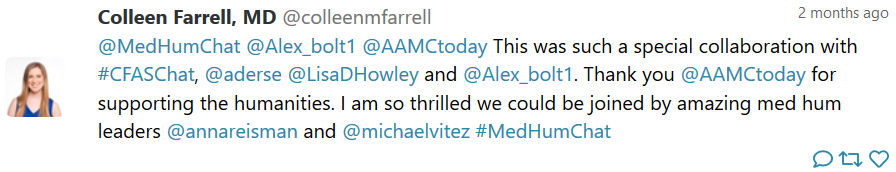 Colleen Farrell, MD @colleenmfarrell 2 months ago
@MedHumChat @Alex_bolt1 @AAMCtoday This was such a special collaboration with
#CFASChat, @aderse @LisaDHowley and @Alex_bolt1. Thank you @AAMCtoday for
supporting the humanities. I am so thrilled we could be joined by amazing med hum
leaders @annareisman and @michaelvitez #MedHumChat